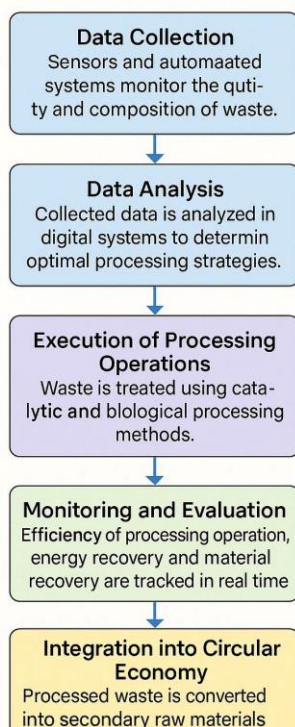 Data Collection
Sensors and automaated
systems monitor the quti-
ity and composition of waste.
Data Analysis
Collected data is analyzed in
digital systems to determin
optimal processing strategies.
Execution of Processing
Operations
Waste is treated using cata-
lytic and blological processing
methods.
Monitoring and Evaluation
Efficiency of processing operation,
energy recovery and material
recovery are tracked in real time
Integration into Circular
Economy
Processed waste is converted
into secondary raw materials